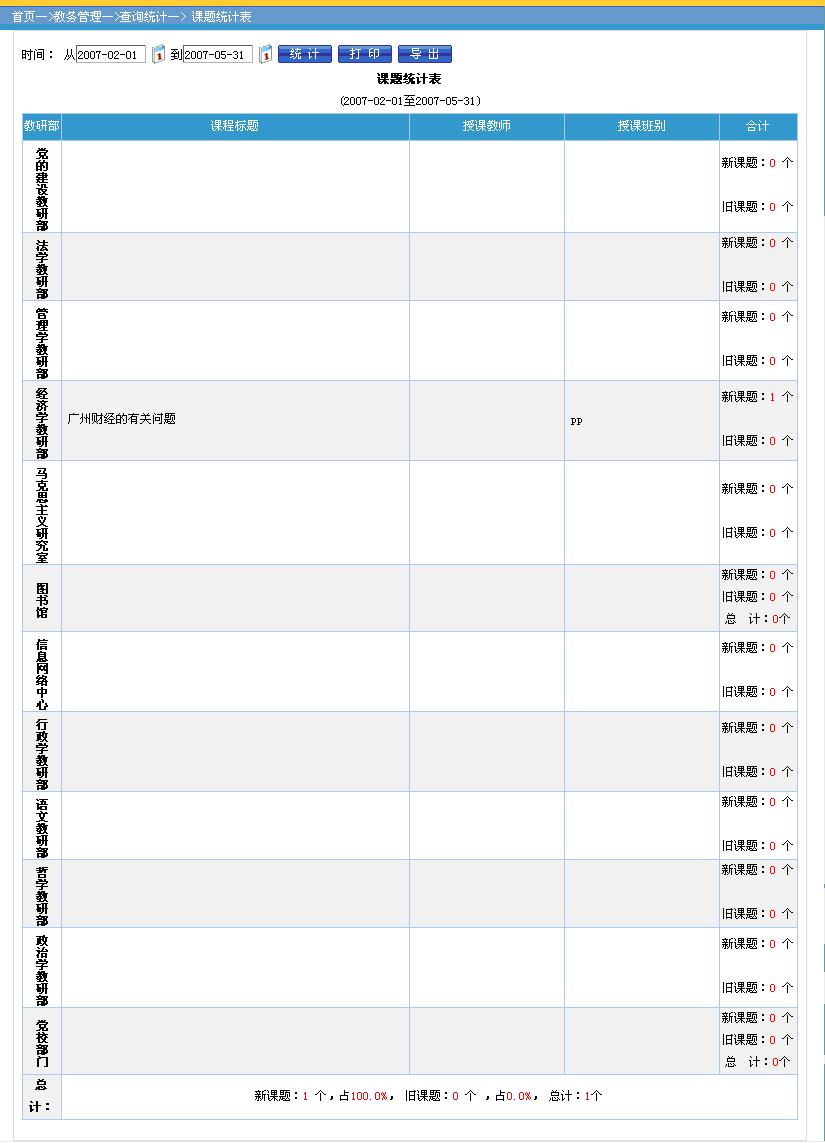 首页一>教务管理一>查询统计一> 课题统计表
时间： 从2007-02-01 到2007-05-31 统 计 打 印 导 出
课题统计表
(2007-02-01至2007-05-31)
教研部 课程标题 授课教师 授课班别 合计
党的建设教研部
新课题：0 个
旧课题：0 个
法学教研部
新课题：0 个
旧课题：0 个
管理学教研部
新课题：0 个
旧课题：0 个
经济学教研部
广州财经的有关问题
pp
新课题：1 个
旧课题：0 个
马克思主义研究室
新课题：0 个
旧课题：0 个
图书馆
新课题：0 个
旧课题：0 个
总 计：0个
信息网络中心
新课题：0 个
旧课题：0 个
行政学教研部
新课题：0 个
旧课题：0 个
语文教研部
新课题：0 个
旧课题：0 个
哲学教研部
新课题：0 个
旧课题：0 个
政治学教研部
新课题：0 个
旧课题：0 个
党校部门
新课题：0 个
旧课题：0 个
总 计：0个
总
计：
新课题：1 个，占100.0%， 旧课题：0 个 ，占0.0%， 总计：1个